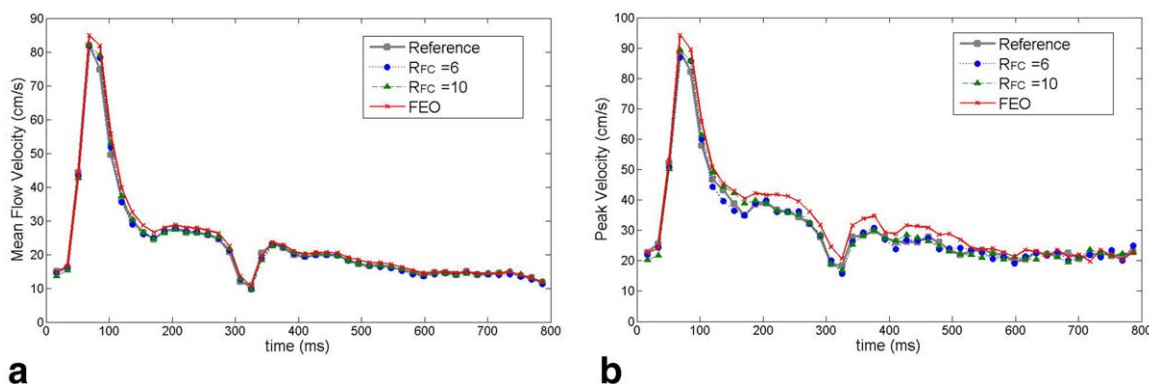 90
80
70
60
50
40
30
20
10
0
Mean Flow Velocity (cm/s)
Reference
RFC =6
RFC =10
FEO
0 100 200 300 400 500 600 700 800
time (ms)
a
100
90
80
70
60
50
40
30
20
10
0
Peak Velocity (cm/s)
Reference
RFC =6
RFC =10
FEO
0 100 200 300 400 500 600 700 800
time (ms)
b